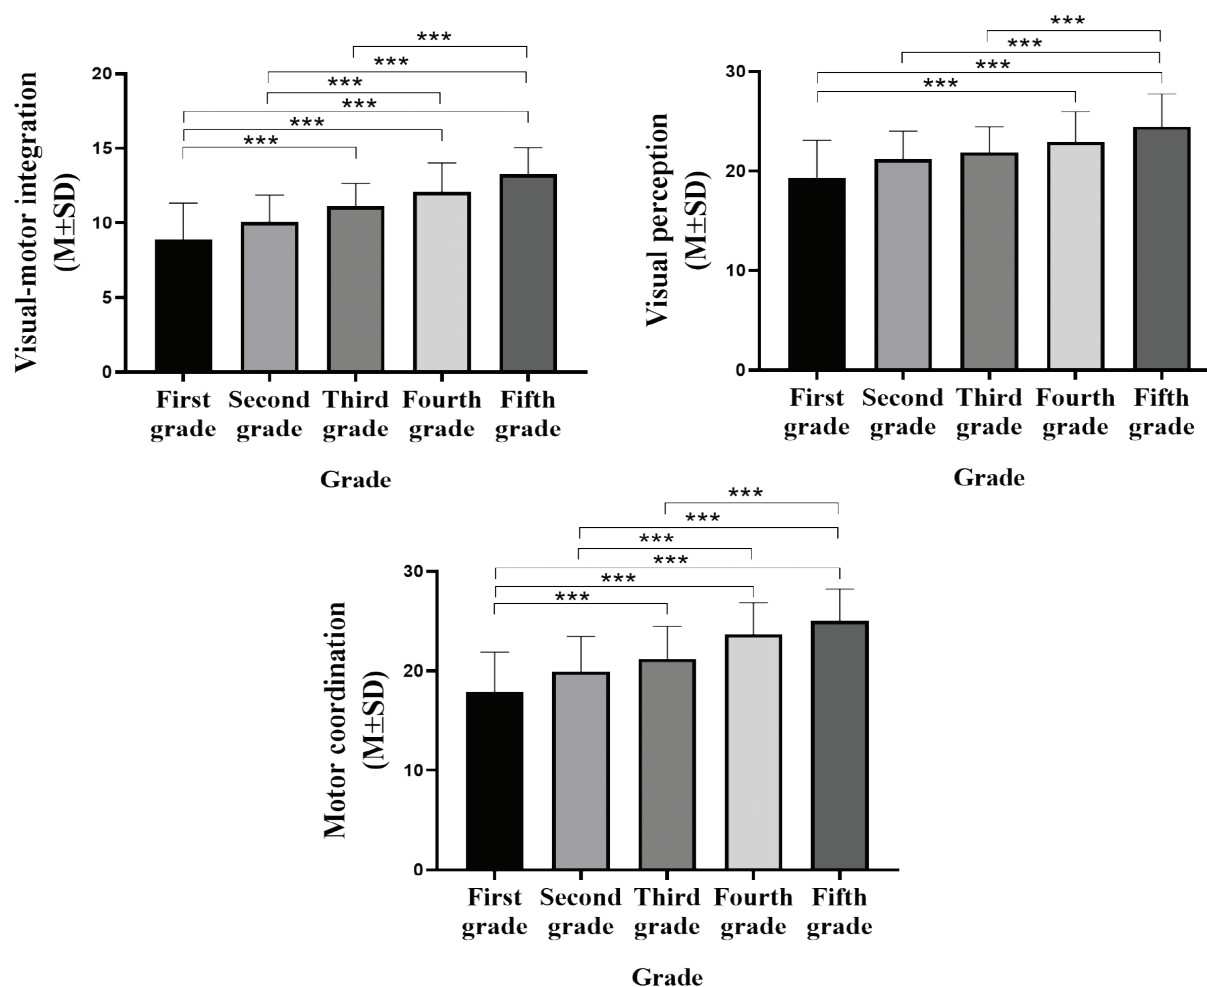 Visual-motor integration
(M±SD)
20
15
10
5
0
***
***
***
***
***
***
First grade
Second grade
Third grade
Fourth grade
Fifth grade
Grade
Visual perception
(M±SD)
30
20
10
0
***
***
***
***
First grade
Second grade
Third grade
Fourth grade
Fifth grade
Grade
Motor coordination
(M±SD)
30
20
10
0
***
***
***
***
***
***
First grade
Second grade
Third grade
Fourth grade
Fifth grade
Grade